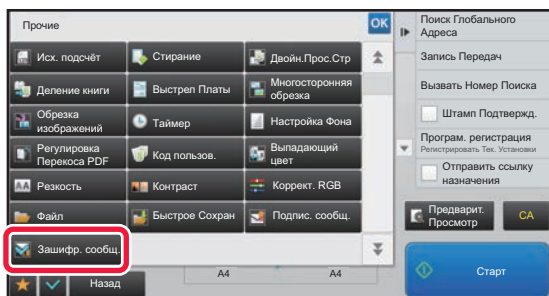 Прочие
OK
Исх. подсчёт
Стирание
Двойн.Прос.Стр
Деление книги
Выстрел Платы
Многосторонняя
обрезка
Обрезка
изображений
Таймер
Настройка Фона
Регулировка
Перекоса PDF
Код пользов.
Выпадающий
цвет
AA Резкость
Контраст
Коррект. RGB
Файл
Быстрое Сохран
Подпис. сообщ.
Зашифр. сообщ.
Назад
A4
A4
Поиск Глобального
Адреса
Запись Передач
Вызвать Номер Поиска
Штамп Подтвержд.
Програм. регистрация
Регистрировать Тек. Установки
Отправить ссылку
назначения
Предварит.
Просмотр
CA
Старт